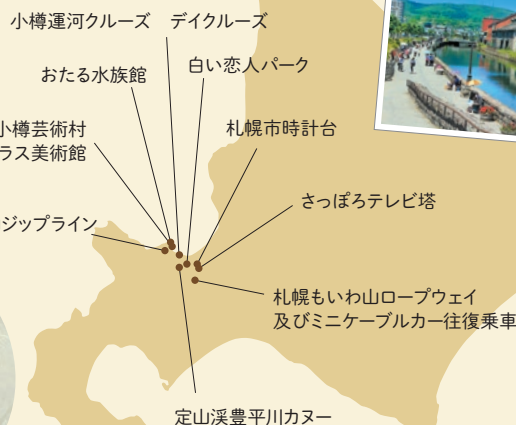 小樽運河クルーズ デイクルーズ
おたる水族館
白い恋人パーク
小樽芸術村
ラス美術館
札幌市時計台
さっぽろテレビ塔
ジップライン
札幌もいわ山ロープウェイ
及びミニケーブルカー往復乗車
定山渓豊平川カヌー